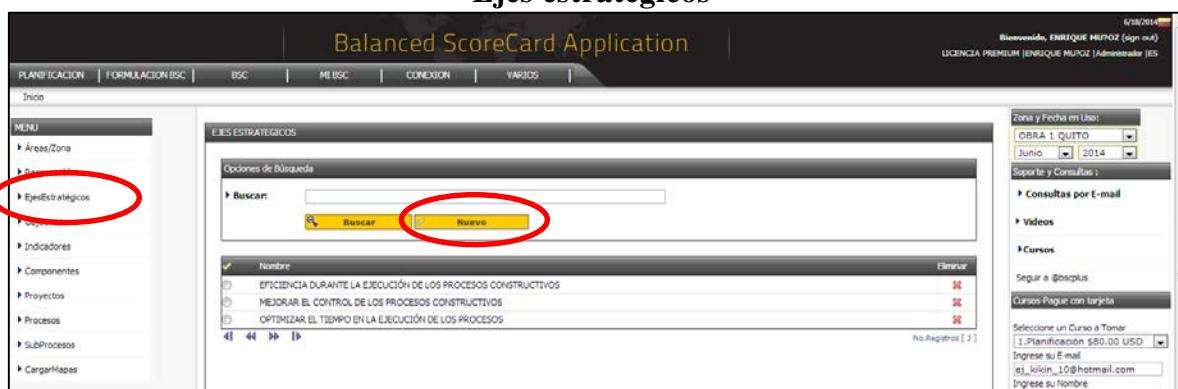 Ejes estratégicos
6/18/2014
Balanced ScoreCard Application
Bienvenido, ENRIQUE MU?OZ (sign out)
LICENCIA PREMIUM |ENRIQUE MU?OZ |Administrador |ES
PLANIFICACION | FORMULACION BSC | BSC | MI BSC | CONEXION | VARIOS |
Inicio
MENU
Áreas/Zona
EjesEstratégicos
Indicadores
Componentes
Proyectos
Procesos
SubProcesos
CargarMapas
EJES ESTRATEGICOS
Opciones de Búsqueda
Buscar:
Buscar
Nuevo
Nombre Eliminar
EFICIENCIA DURANTE LA EJECUCIÓN DE LOS PROCESOS CONSTRUCTIVOS
MEJORAR EL CONTROL DE LOS PROCESOS CONSTRUCTIVOS
OPTIMIZAR EL TIEMPO EN LA EJECUCIÓN DE LOS PROCESOS
No.Registros [ 3 ]
Zona y Fecha en Uso:
OBRA 1 QUITO
Junio 2014
Soporte y Consultas :
Consultas por E-mail
Videos
Cursos
Seguir a @bscplus
Cursos-Pague con tarjeta
Seleccione un Curso a Tomar
1.Planificación $80.00 USD
Ingrese su E-mail
ej_kikin_10@hotmail.com
Ingrese su Nombre